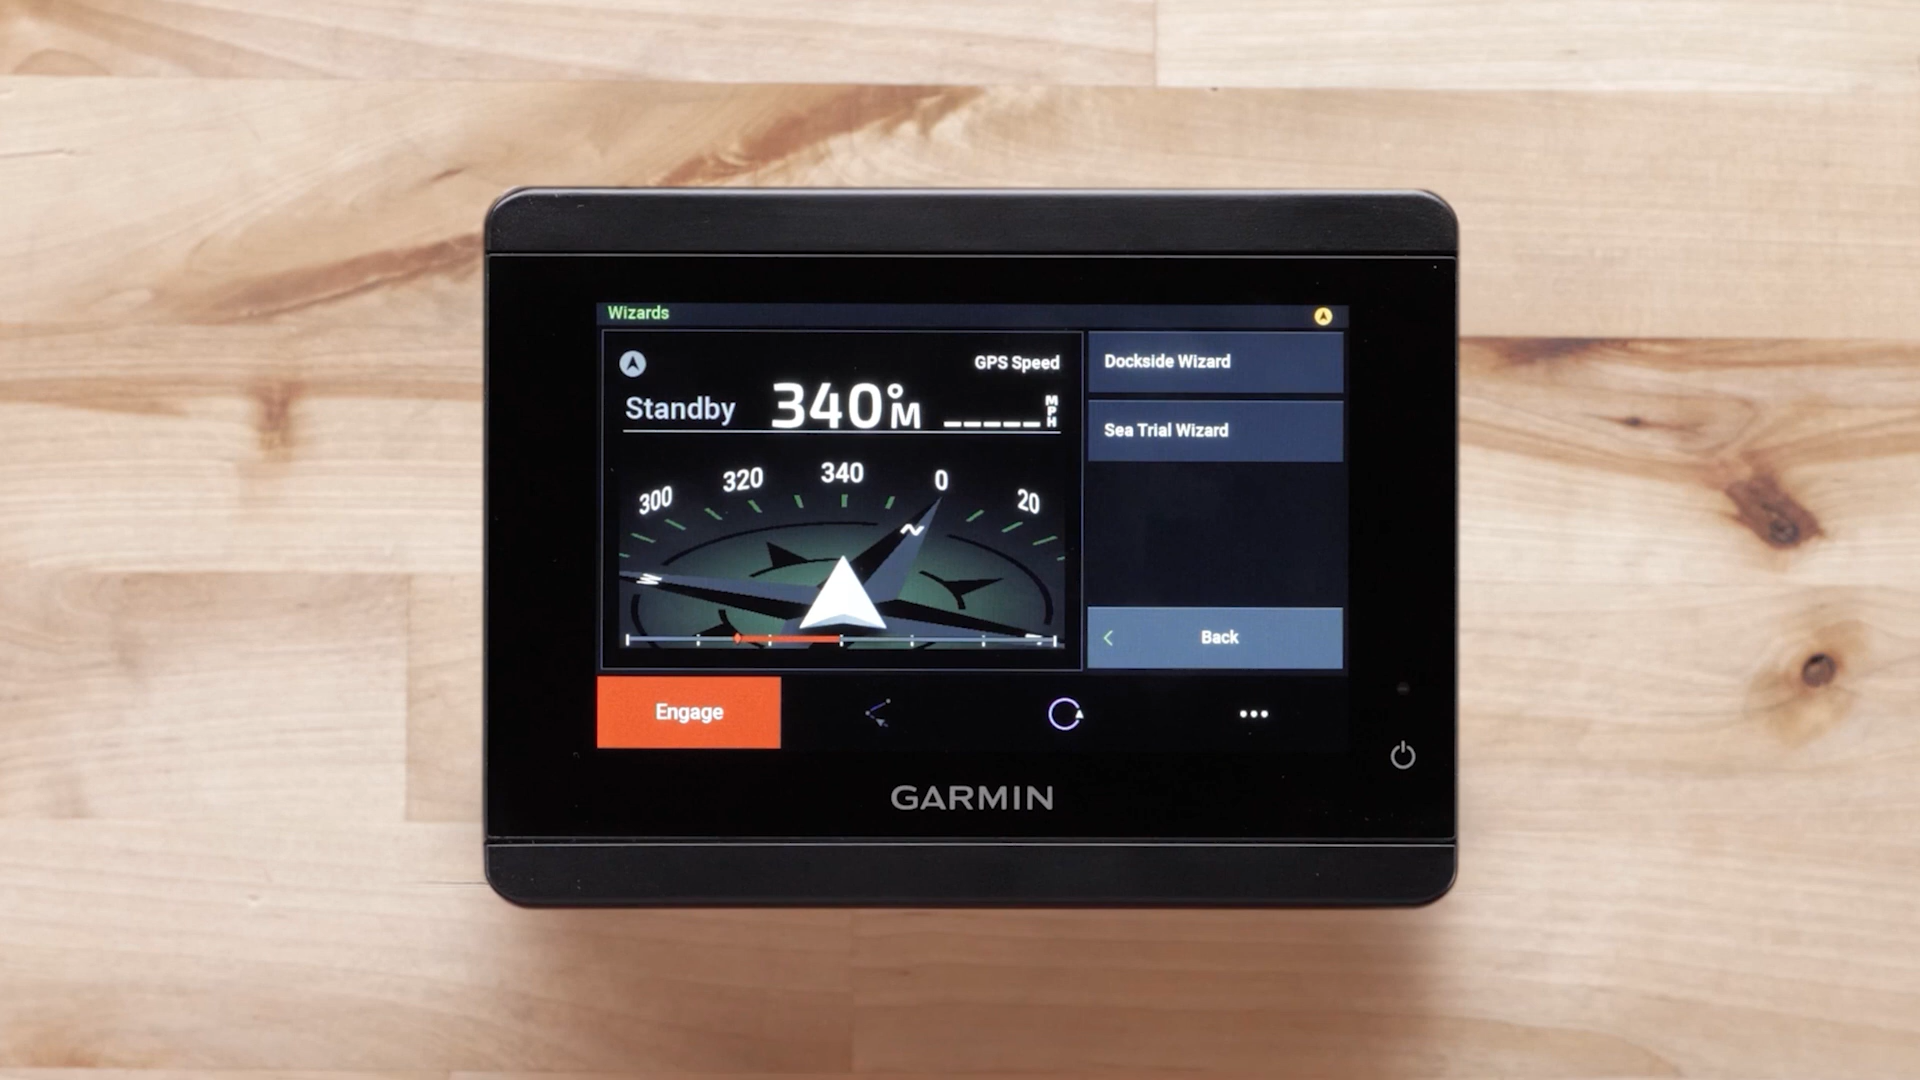 Wizards
GPS Speed
Standby 340°M _____ MPH
300 320 340 0 20
N
W
Dockside Wizard
Sea Trial Wizard
Back
Engage
GARMIN